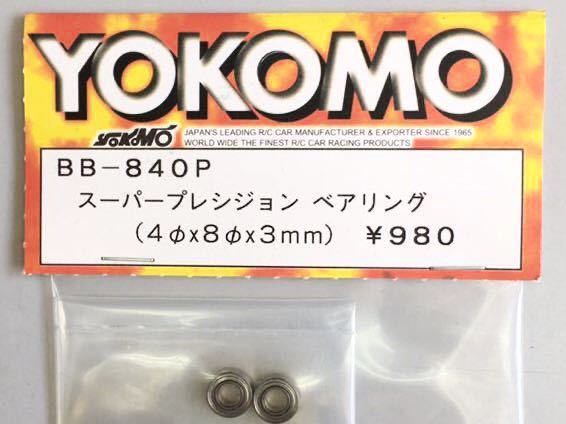 YOKOMO
YOKOMO JAPAN'S LEADING R/C CAR MANUFACTURER & EXPORTER SINCE 1965
WORLD WIDE THE FINEST R/C CAR RACING PRODUCTS
BB-840P
スーパープレシジョン ベアリング
(4φx8φx3mm) ¥980